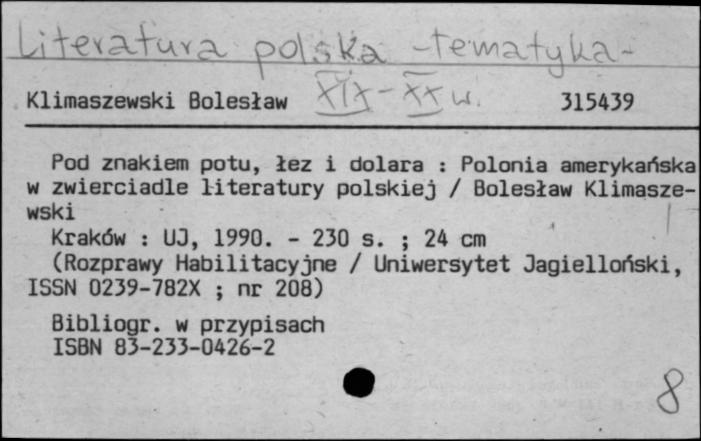 Literatura polska -tematyka-
Klimaszewski Bolesław XIX-XX w. 315439
Pod znakiem potu, łez i dolara : Polonia amerykańska
w zwierciadle literatury polskiej / Bolesław Klimasze-
wski
Kraków : UJ, 1990. - 230 s. ; 24 cm
(Rozprawy Habilitacyjne / Uniwersytet Jagielloński,
ISSN 0239-782X ; nr 208)
Bibliogr. w przypisach
ISBN 83-233-0426-2
8